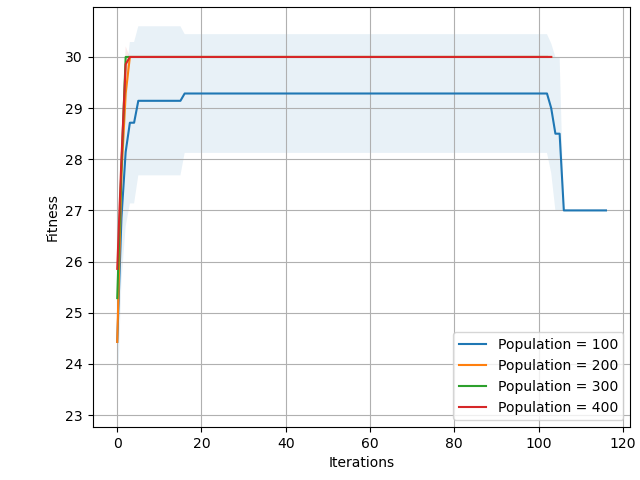 30
29
28
27
26
25
24
23
Fitness
0 20 40 60 80 100 120
Iterations
Population = 100
Population = 200
Population = 300
Population = 400